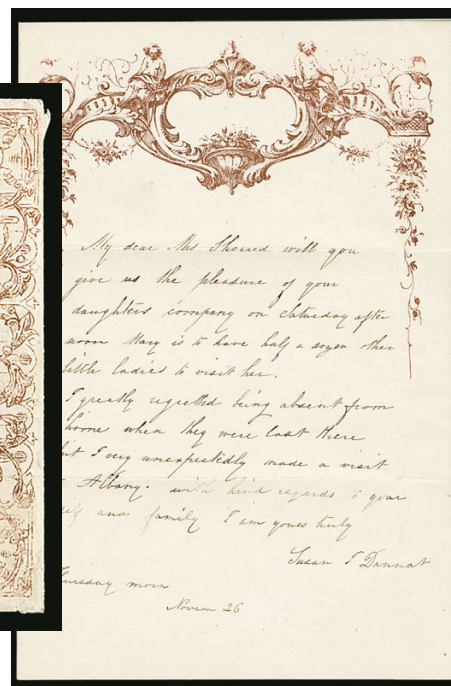 My dear Mrs Sherred will you
give us the pleasure of your
daughters company on Saturday after
noon Mary is to have half a dozen other
little ladies to visit her.
I greatly regretted being absent from
home when they were last there
but I very unexpectedly made a visit
Albany. with kind regards to your
self and family I am yours truly
Susan T Dannat
Thursday morn
Novem 26